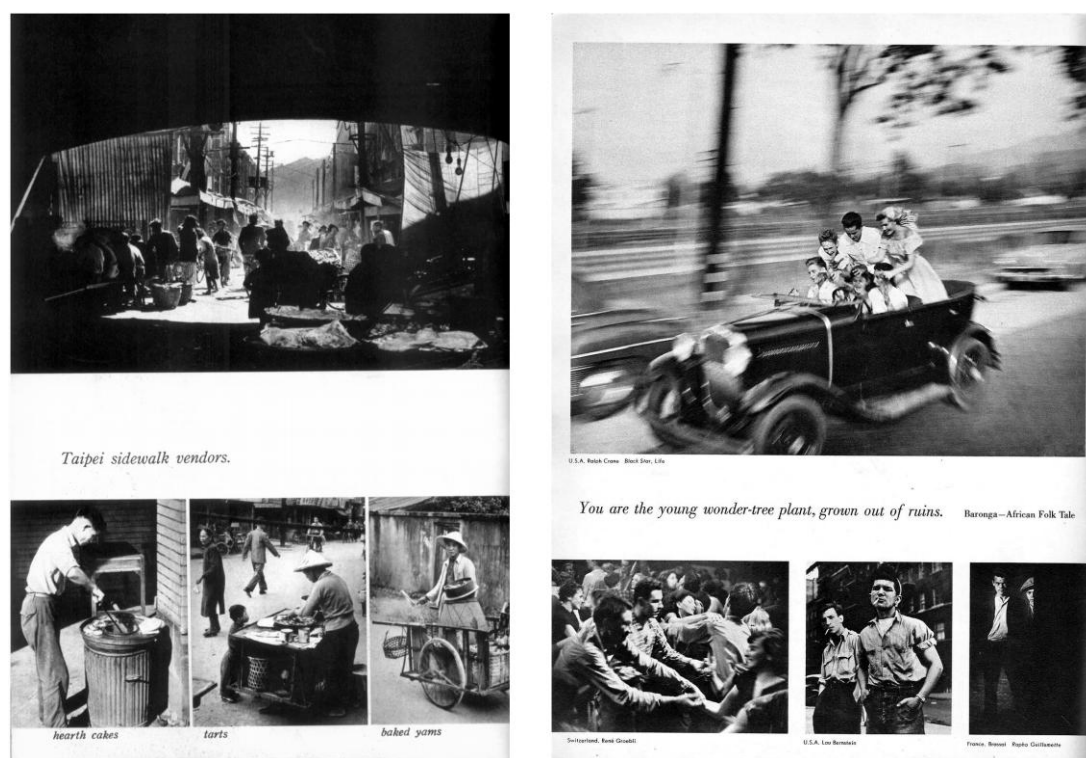 Taipei sidewalk vendors.
hearth cakes
tarts
baked yams
U.S.A. Ralph Crane Black Star, Life
You are the young wonder-tree plant, grown out of ruins. Baronga—African Folk Tale
Switzerland, René Groebli
U.S.A. Lou Bernstein
France, Brassai Rapho Guillumette